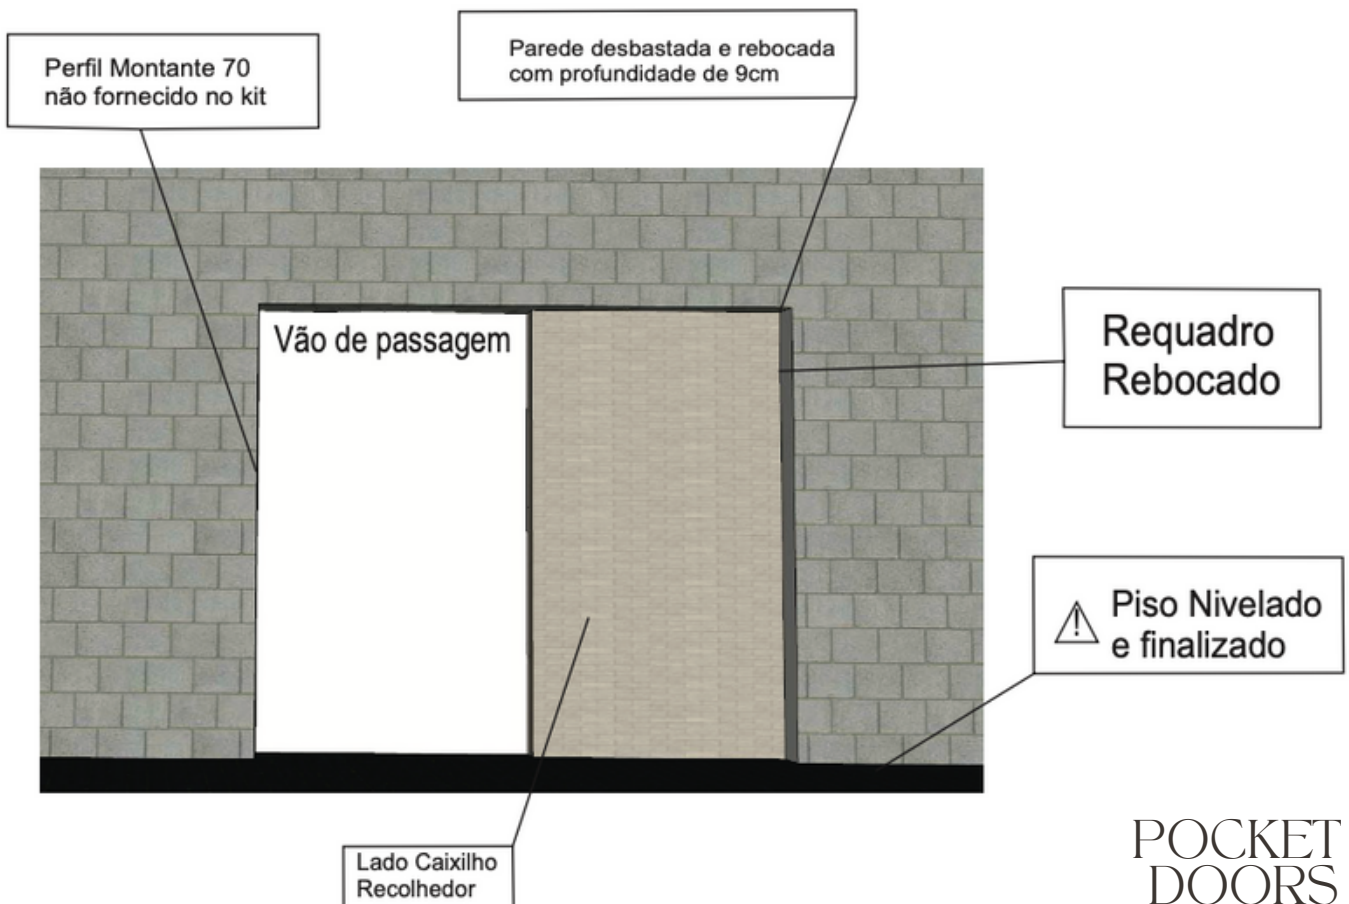 Perfil Montante 70
não fornecido no kit
Parede desbastada e rebocada
com profundidade de 9cm
Vão de passagem
Requadro
Rebocado
Piso Nivelado
e finalizado
Lado Caixilho
Recolhedor
POCKET
DOORS